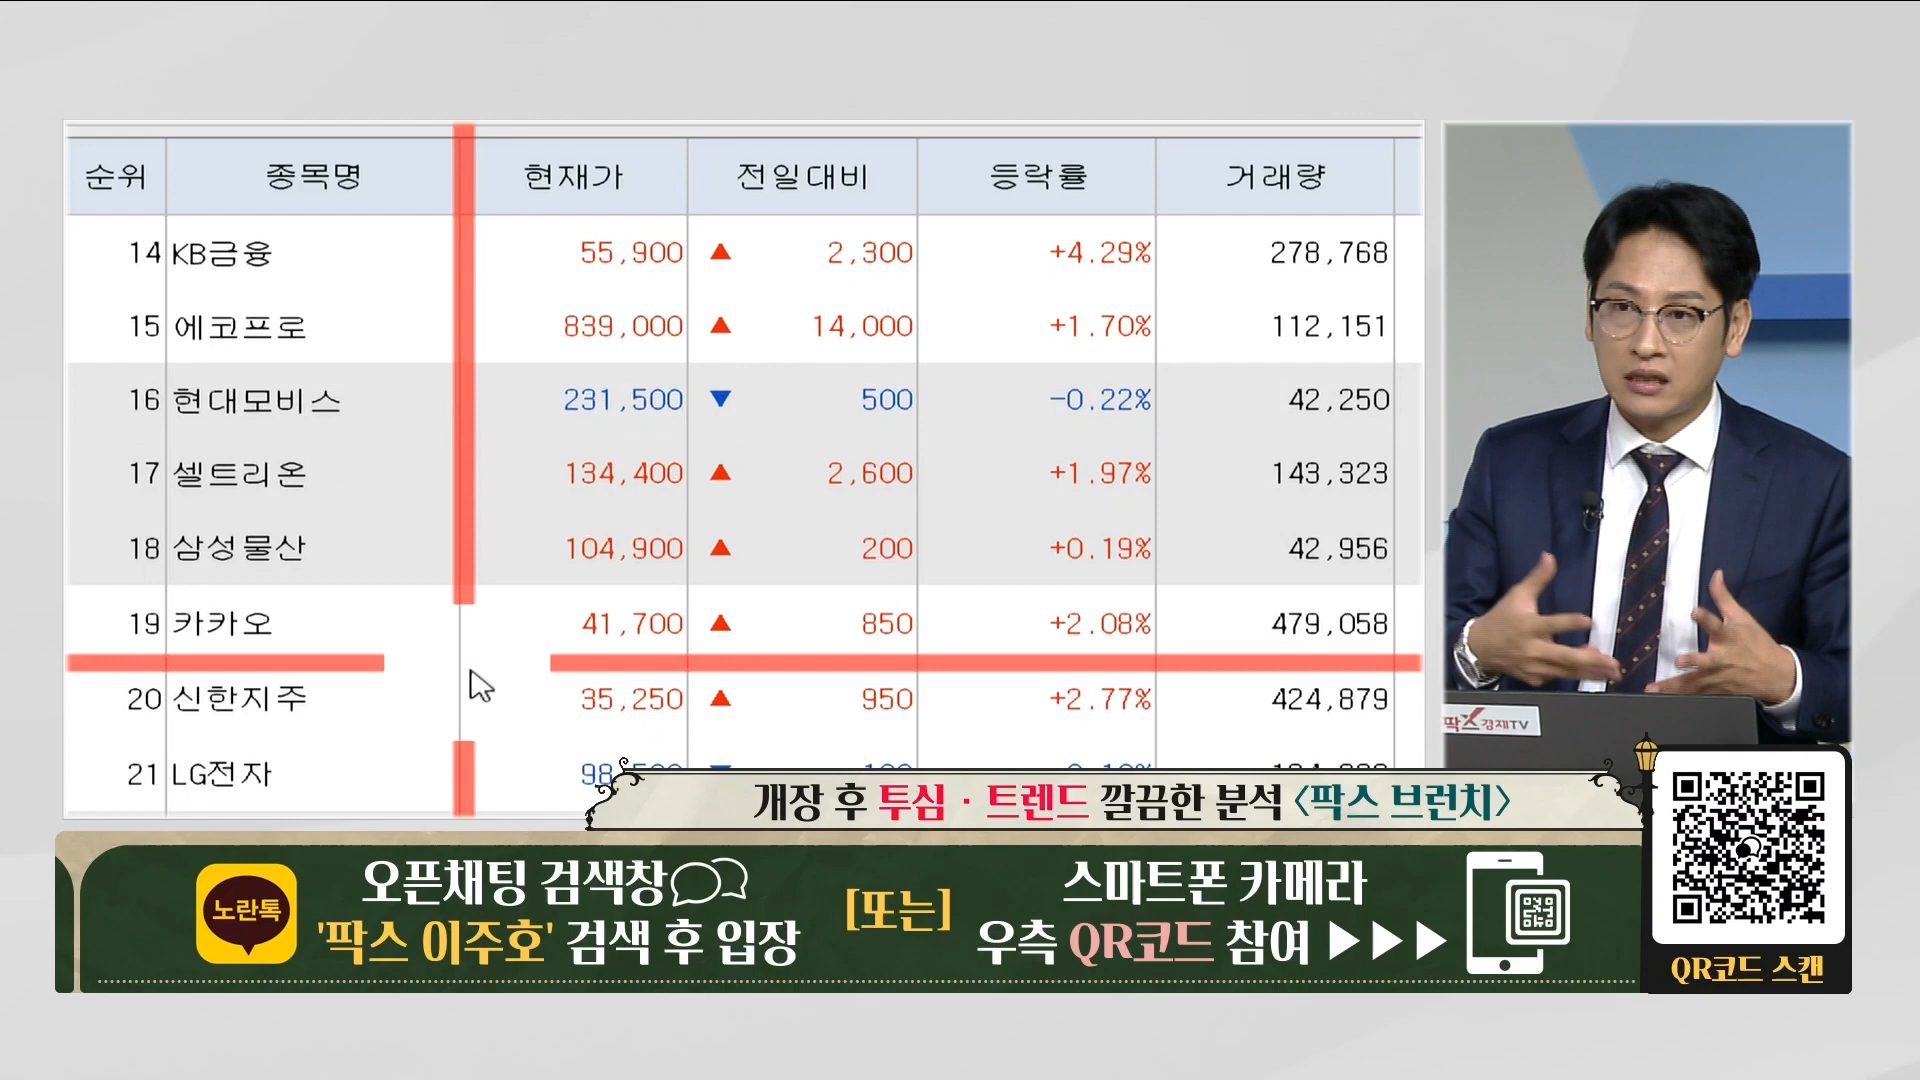 순위 종목명 현재가 전일대비 등락률 거래량
14 KB금융 55,900 ▲ 2,300 +4.29% 278,768
15 에코프로 839,000 ▲ 14,000 +1.70% 112,151
16 현대모비스 231,500 ▼ 500 -0.22% 42,250
17 셀트리온 134,400 ▲ 2,600 +1.97% 143,323
18 삼성물산 104,900 ▲ 200 +0.19% 42,956
19 카카오 41,700 ▲ 850 +2.08% 479,058
20 신한지주 35,250 ▲ 950 +2.77% 424,879
21 LG전자
팍스경제TV
개장 후 투심·트렌드 깔끔한 분석 <팍스 브런치>
노란톡
오픈채팅 검색창
'팍스 이주호' 검색 후 입장
[또는]
스마트폰 카메라
우측 QR코드 참여 ▶▶▶
QR코드 스캔